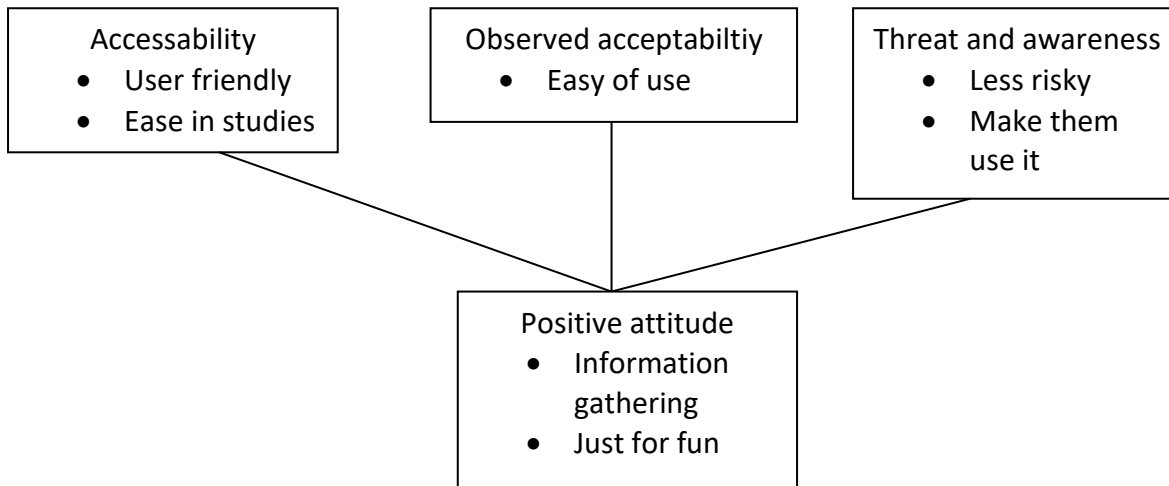 Accessability
• User friendly
• Ease in studies
Observed acceptabiltiy
• Easy of use
Threat and awareness
• Less risky
• Make them
use it
Positive attitude
• Information
gathering
• Just for fun